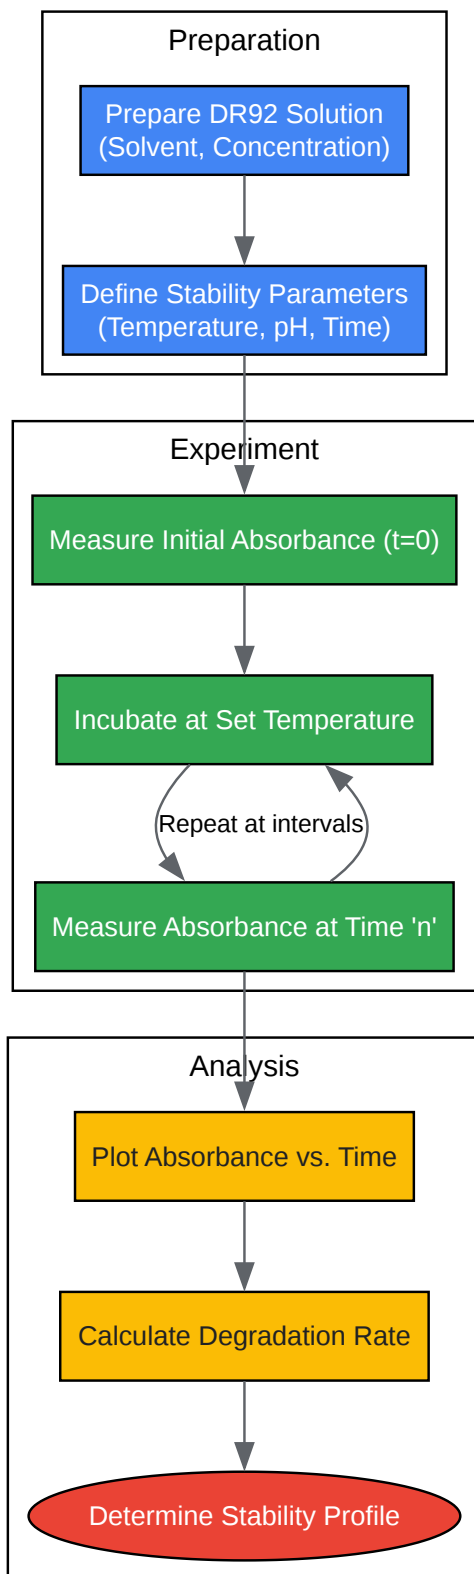 Preparation
Prepare DR92 Solution
(Solvent, Concentration)
Define Stability Parameters
(Temperature, pH, Time)
Experiment
Measure Initial Absorbance (t=0)
Incubate at Set Temperature
Repeat at intervals
Measure Absorbance at Time 'n'
Analysis
Plot Absorbance vs. Time
Calculate Degradation Rate
Determine Stability Profile